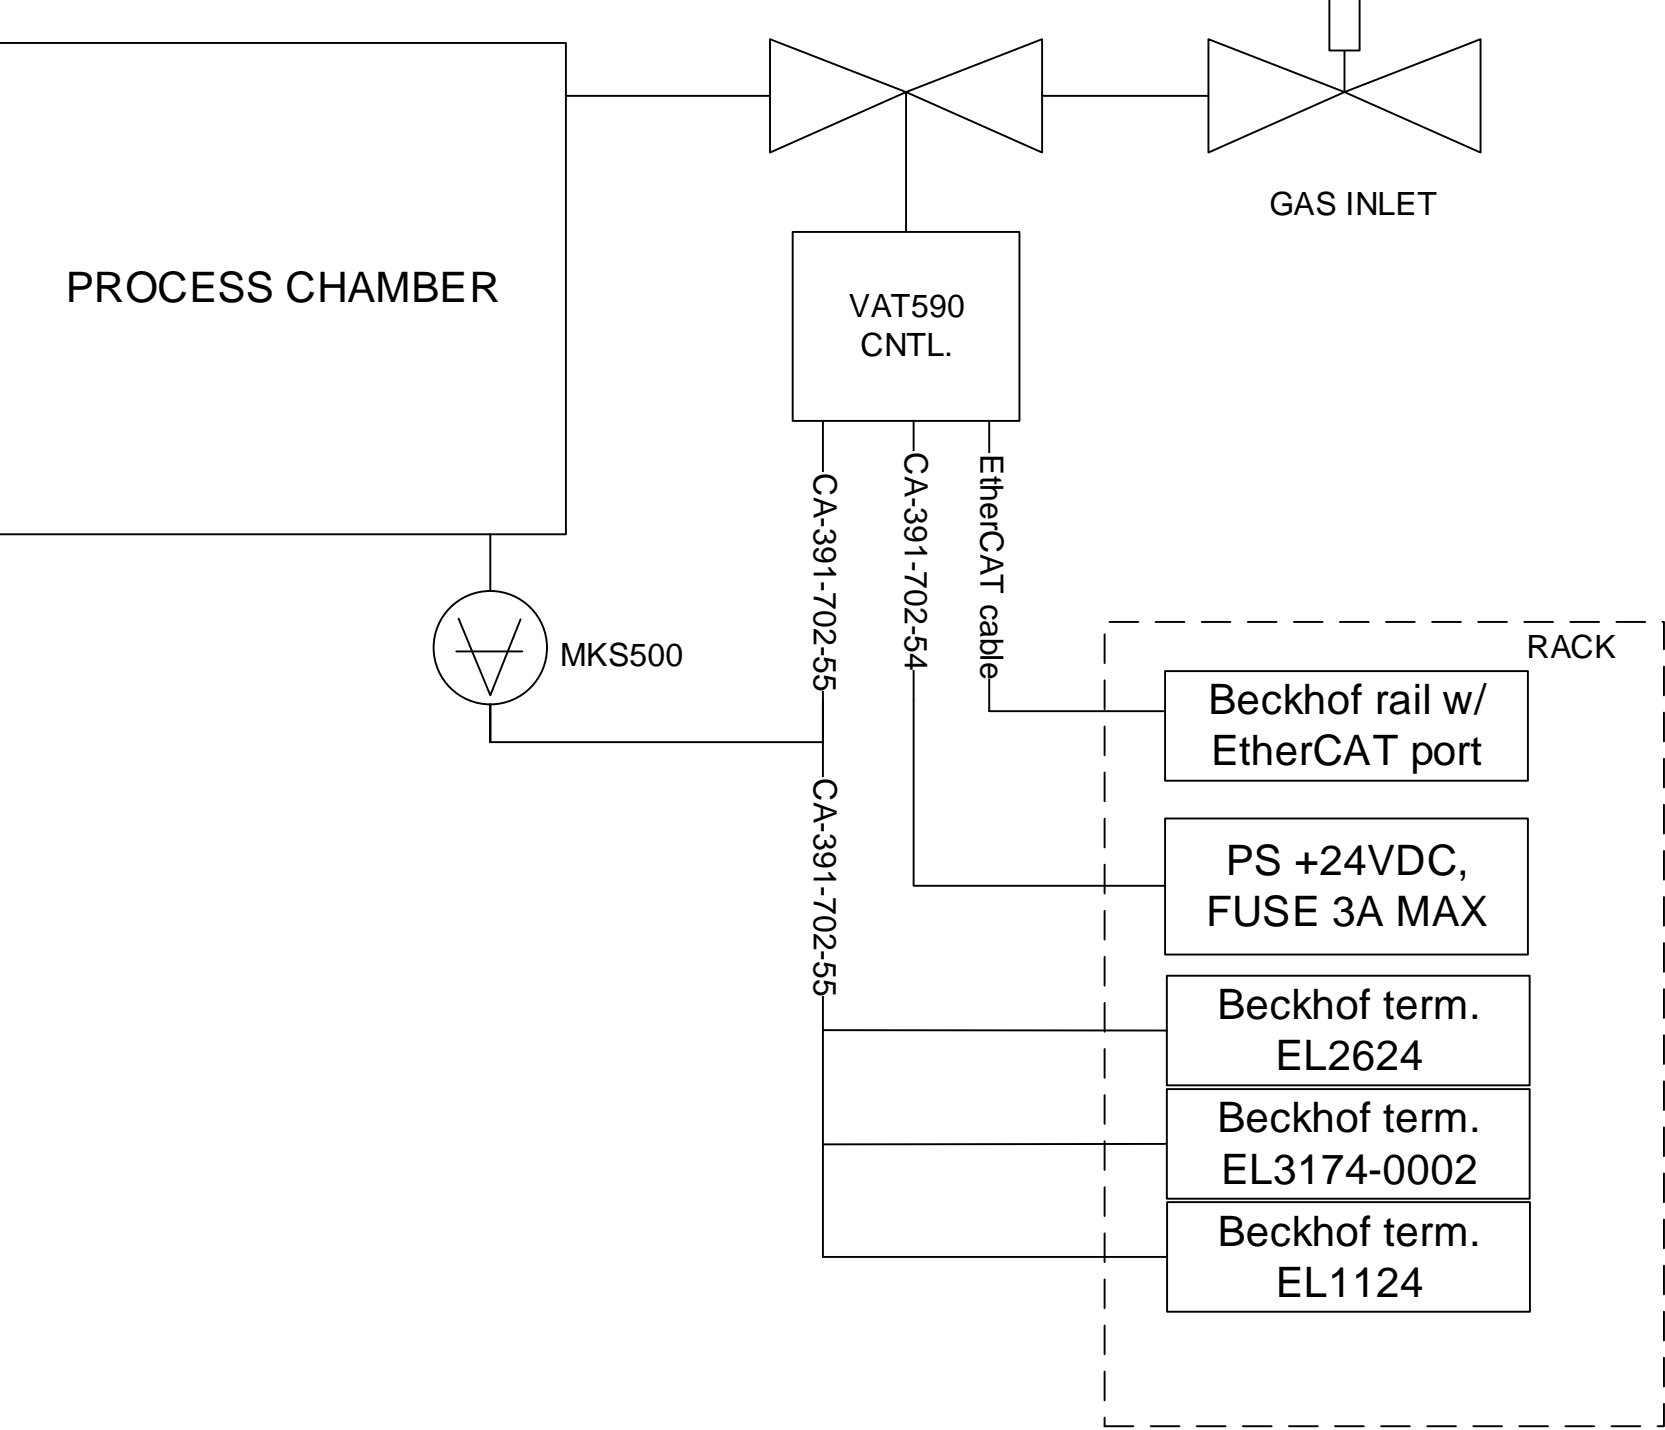 GAS INLET
PROCESS CHAMBER
VAT590
CNTL.
CA-391-702-55
CA-391-702-54
EtherCAT cable
MKS500
RACK
Beckhof rail w/
EtherCAT port
CA-391-702-55
PS +24VDC,
FUSE 3A MAX
Beckhof term.
EL2624
Beckhof term.
EL3174-0002
Beckhof term.
EL1124